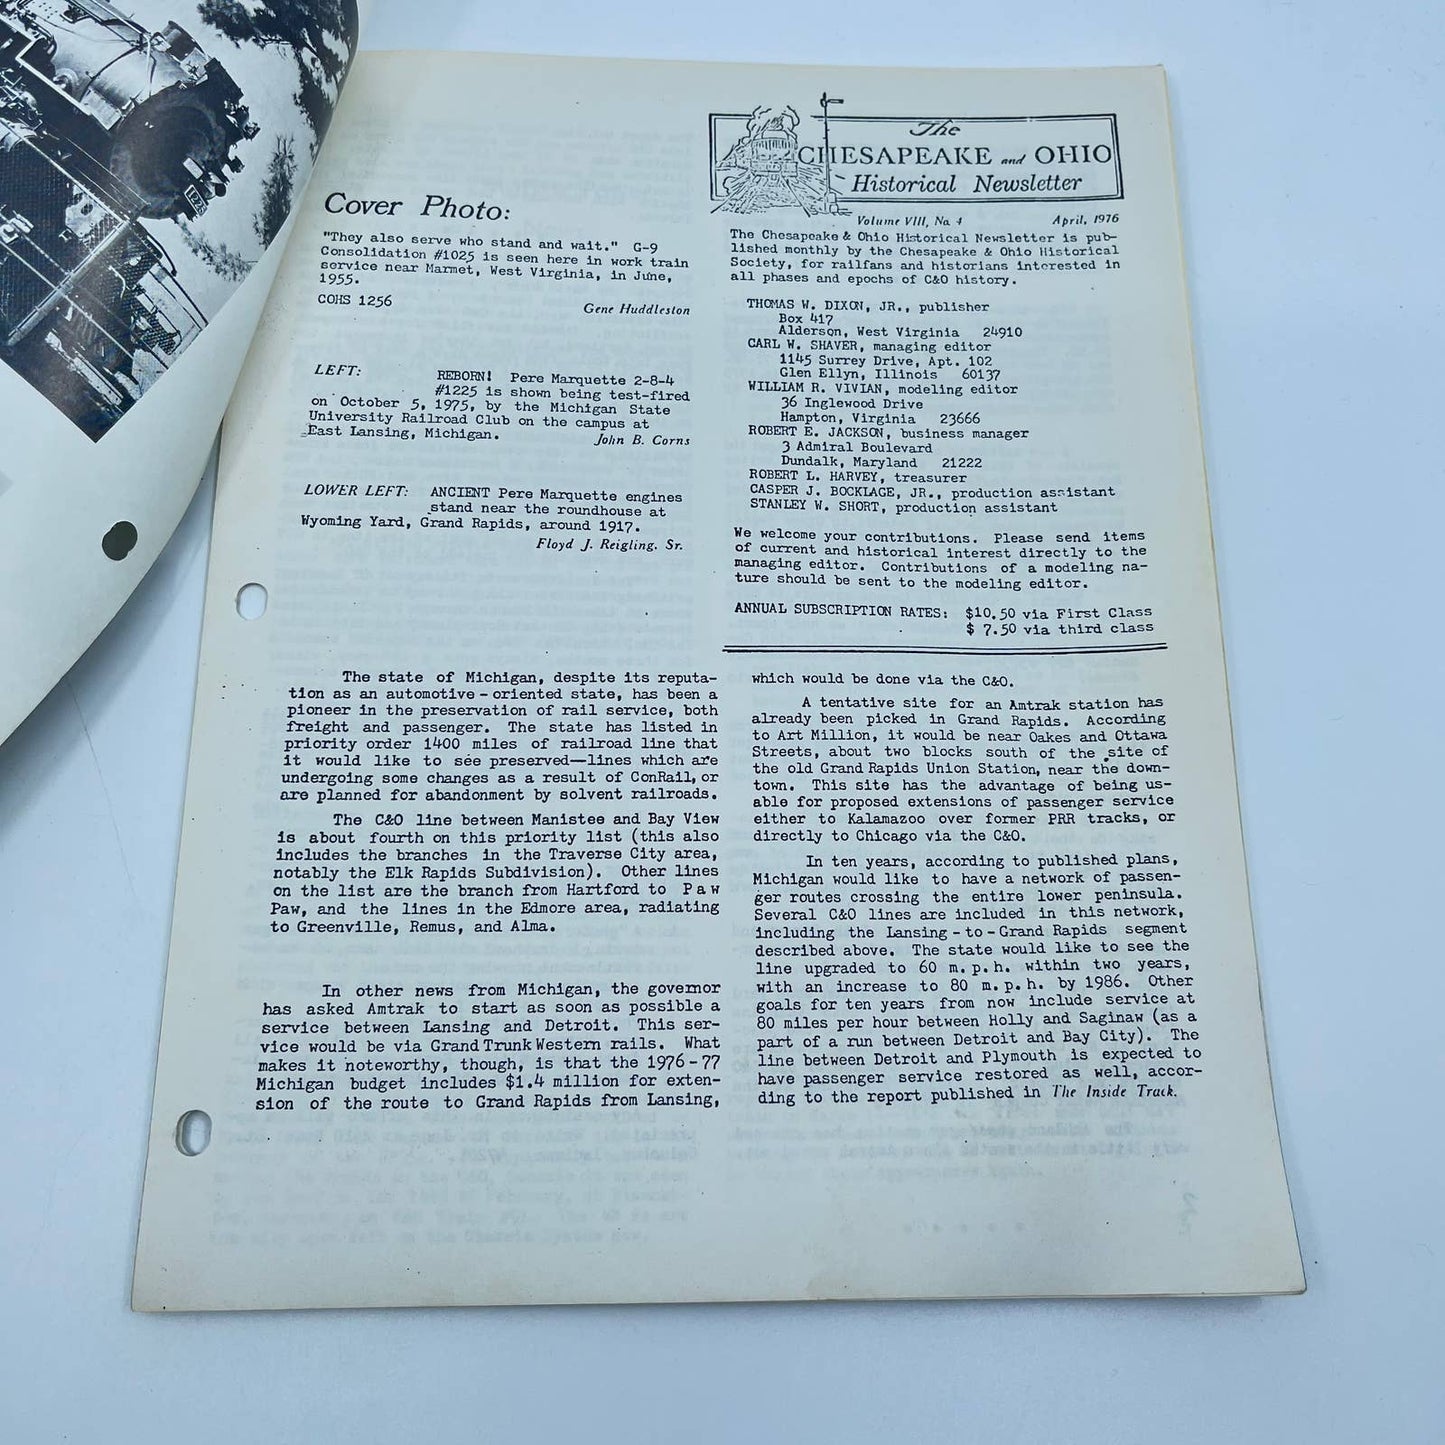 Cover Photo:
"They also serve who stand and wait." G-9
Consolidation #1025 is seen here in work train
service near Marmet, West Virginia, in June,
1955.
COHS 1256
Gene Huddleston
LEFT: REBORN! Pere Marquette 2-8-4
#1225 is shown being test-fired
on October 5, 1975, by the Michigan State
University Railroad Club on the campus at
East Lansing, Michigan.
John B. Corns
LOWER LEFT: ANCIENT Pere Marquette engines
stand near the roundhouse at
Wyoming Yard, Grand Rapids, around 1917.
Floyd J. Reigling, Sr.
The
CHESAPEAKE and OHIO
Historical Newsletter
Volume VIII, No. 4 April, 1976
The Chesapeake & Ohio Historical Newsletter is pub-
lished monthly by the Chesapeake & Ohio Historical
Society, for railfans and historians interested in
all phases and epochs of C&O history.
THOMAS W. DIXON, JR., publisher
Box 417
Alderson, West Virginia 24910
CARL W. SHAVER, managing editor
1145 Surrey Drive, Apt. 102
Glen Ellyn, Illinois 60137
WILLIAM R. VIVIAN, modeling editor
36 Inglewood Drive
Hampton, Virginia 23666
ROBERT E. JACKSON, business manager
3 Admiral Boulevard
Dundalk, Maryland 21222
ROBERT L. HARVEY, treasurer
CASPER J. BOCKLAGE, JR., production assistant
STANLEY W. SHORT, production assistant
We welcome your contributions. Please send items
of current and historical interest directly to the
managing editor. Contributions of a modeling na-
ture should be sent to the modeling editor.
ANNUAL SUBSCRIPTION RATES: $10.50 via First Class
$ 7.50 via third class
The state of Michigan, despite its reputa-
tion as an automotive-oriented state, has been a
pioneer in the preservation of rail service, both
freight and passenger. The state has listed in
priority order 1400 miles of railroad line that
it would like to see preserved—lines which are
undergoing some changes as a result of ConRail, or
are planned for abandonment by solvent railroads.
The C&O line between Manistee and Bay View
is about fourth on this priority list (this also
includes the branches in the Traverse City area,
notably the Elk Rapids Subdivision). Other lines
on the list are the branch from Hartford to Paw
Paw, and the lines in the Edmore area, radiating
to Greenville, Remus, and Alma.
In other news from Michigan, the governor
has asked Amtrak to start as soon as possible a
service between Lansing and Detroit. This ser-
vice would be via Grand Trunk Western rails. What
makes it noteworthy, though, is that the 1976-77
Michigan budget includes $1.4 million for exten-
sion of the route to Grand Rapids from Lansing,
which would be done via the C&O.
A tentative site for an Amtrak station has
already been picked in Grand Rapids. According
to Art Million, it would be near Oakes and Ottawa
Streets, about two blocks south of the site of
the old Grand Rapids Union Station, near the down-
town. This site has the advantage of being us-
able for proposed extensions of passenger service
either to Kalamazoo over former PRR tracks, or
directly to Chicago via the C&O.
In ten years, according to published plans,
Michigan would like to have a network of passen-
ger routes crossing the entire lower peninsula.
Several C&O lines are included in this network,
including the Lansing-to-Grand Rapids segment
described above. The state would like to see the
line upgraded to 60 m.p.h. within two years,
with an increase to 80 m.p.h. by 1986. Other
goals for ten years from now include service at
80 miles per hour between Holly and Saginaw (as a
part of a run between Detroit and Bay City). The
line between Detroit and Plymouth is expected to
have passenger service restored as well, accor-
ding to the report published in The Inside Track.